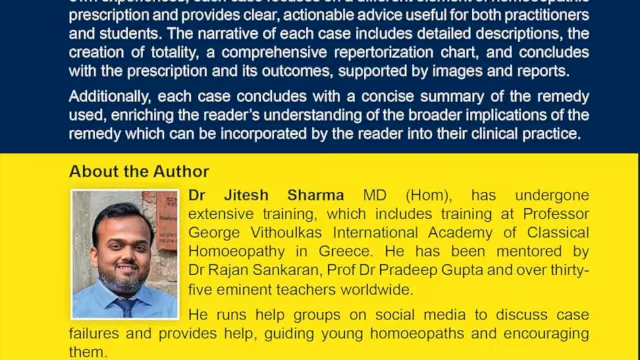 own experiences, each case focuses on a different element of homoeopathic
prescription and provides clear, actionable advice useful for both practitioners
and students. The narrative of each case includes detailed descriptions, the
creation of totality, a comprehensive repertorization chart, and concludes
with the prescription and its outcomes, supported by images and reports.
Additionally, each case concludes with a concise summary of the remedy
used, enriching the reader's understanding of the broader implications of the
remedy which can be incorporated by the reader into their clinical practice.
About the Author
Dr Jitesh Sharma MD (Hom), has undergone
extensive training, which includes training at Professor
George Vithoulkas International Academy of Classical
Homoeopathy in Greece. He has been mentored by
Dr Rajan Sankaran, Prof Dr Pradeep Gupta and over thirty-
five eminent teachers worldwide.
He runs help groups on social media to discuss case
failures and provides help, guiding young homoeopaths and encouraging
them.